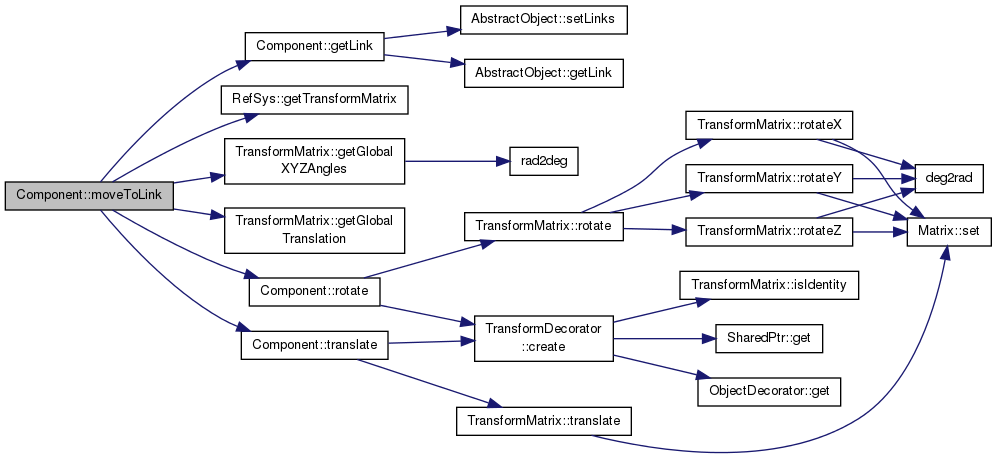 Component::moveToLink
Component::getLink
RefSys::getTransformMatrix
TransformMatrix::getGlobal
XYZAngles
TransformMatrix::getGlobal
Translation
Component::rotate
Component::translate
AbstractObject::setLinks
AbstractObject::getLink
rad2deg
TransformMatrix::rotate
TransformDecorator
::create
TransformMatrix::translate
TransformMatrix::rotateX
TransformMatrix::rotateY
TransformMatrix::rotateZ
TransformMatrix::isIdentity
SharedPtr::get
ObjectDecorator::get
deg2rad
Matrix::set